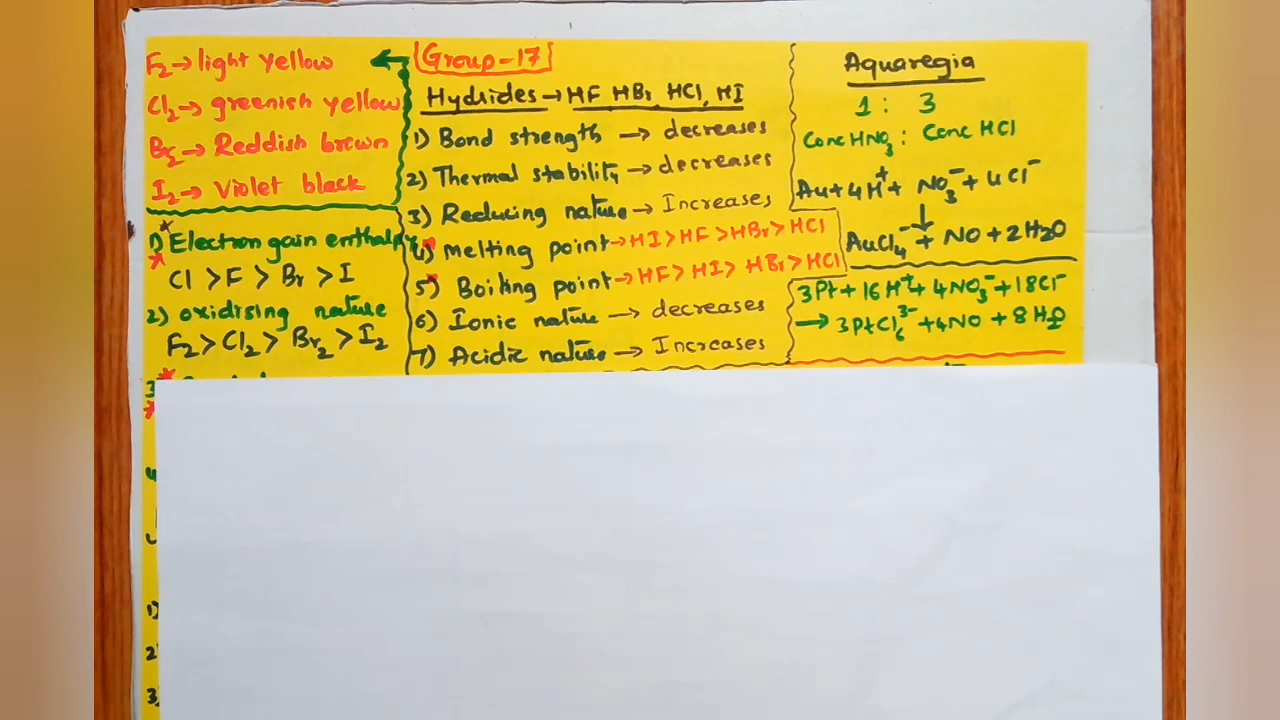 F₂→ light yellow
Cl₂→ greenish yellow
Br₂→ Reddish brown
I₂→ Violet black
1) Electron gain enthalpy
Cl > F > Br > I
2) oxidising nature
F₂ > Cl₂ > Br₂ > I₂
3)
Group-17
Hydrides → HF HBr, HCl, HI
1) Bond strength → decreases
2) Thermal stability → decreases
3) Reducing nature → Increases
4) melting point → HI > HF > HBr > HCl
5) Boiling point → HF > HI > HBr > HCl
6) Ionic nature → decreases
7) Acidic nature → Increases
Aquaregia
1 : 3
Conc HNO₃ : Conc HCl
Au + 4H⁺ + NO₃⁻ + 4Cl⁻
↓
AuCl₄⁻ + NO + 2H₂O
3Pt + 16H⁺ + 4NO₃⁻ + 18Cl⁻
→ 3PtCl₆³⁻ + 4NO + 8H₂O
1)
2)
3)